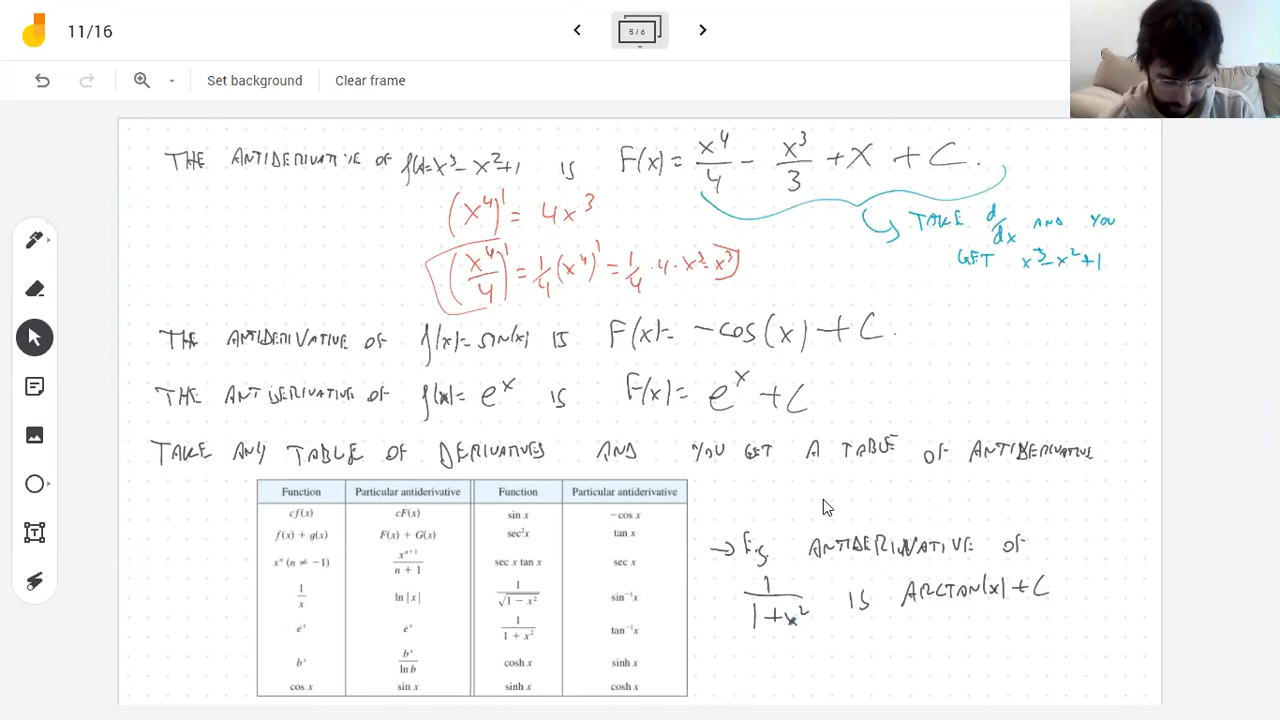 11/16
5 / 6
Set background
Clear frame
THE ANTIDERIVATIVE OF f(x)=x³-x²+1 IS F(x) = x⁴/4 - x³/3 + x + C.
(x⁴)' = 4x³
TAKE d/dx AND YOU
GET x³-x²+1
(x⁴/4)' = 1/4 (x⁴)' = 1/4 · 4 · x³ = x³
THE ANTIDERIVATIVE OF f(x)= SIN(x) IS F(x)= -cos(x) + C.
THE ANTIDERIVATIVE OF f(x)= eˣ IS F(x)= eˣ + C
TAKE ANY TABLE OF DERIVATIVES AND YOU GET A TABLE OF ANTIDERIVATIVE
Function Particular antiderivative Function Particular antiderivative
cf(x) cF(x) sin x −cos x
f(x) + g(x) F(x) + G(x) sec²x tan x
xⁿ (n ≠ −1) xⁿ⁺¹/n + 1 sec x tan x sec x
1/x ln |x| 1/√1 − x² sin⁻¹x
eˣ eˣ 1/1 + x² tan⁻¹x
bˣ bˣ/ln b cosh x sinh x
cos x sin x sinh x cosh x
→ E.g. ANTIDERIVATIVE OF
1/1+x² IS ARCTAN(x)+C